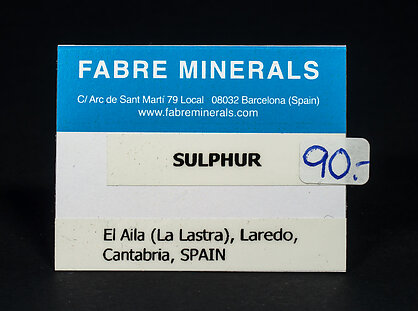 FABRE MINERALS
C/ Arc de Sant Martí 79 Local 08032 Barcelona (Spain)
www.fabreminerals.com
SULPHUR
90.-
El Aila (La Lastra), Laredo,
Cantabria, SPAIN